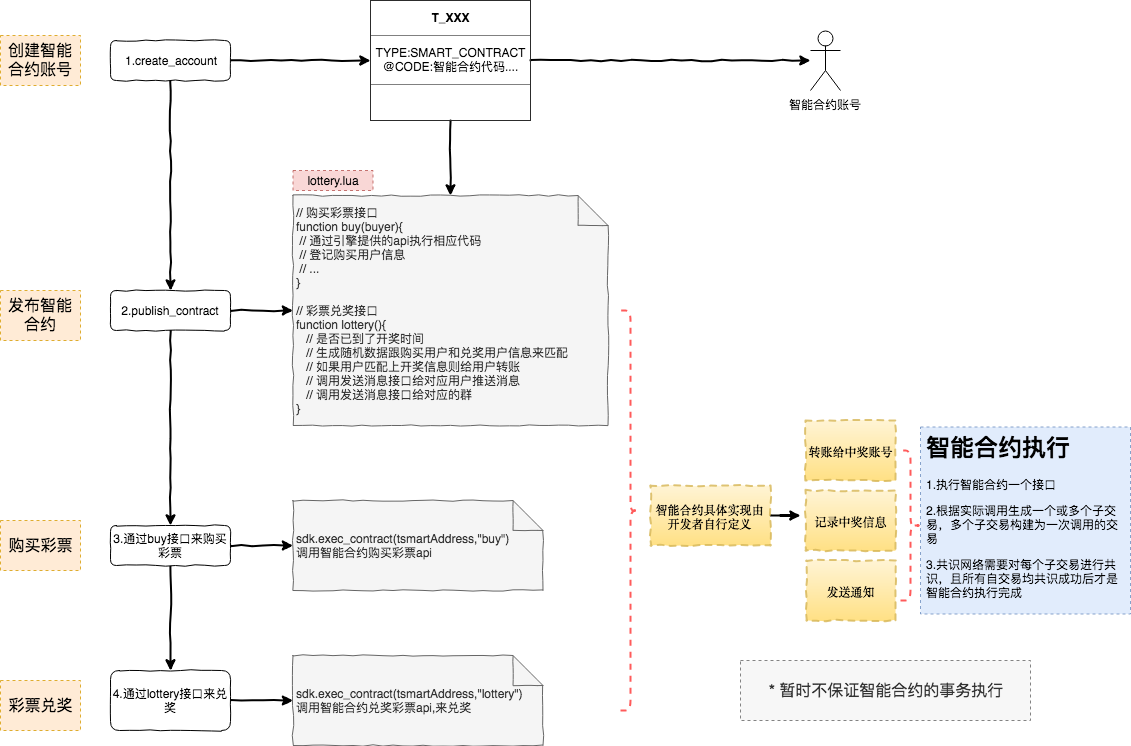 T_XXX
创建智能
合约账号
1.create_account
TYPE:SMART_CONTRACT
@CODE:智能合约代码....
智能合约账号
lottery.lua
// 购买彩票接口
function buy(buyer){
// 通过引擎提供的api执行相应代码
// 登记购买用户信息
// ...
}
// 彩票兑奖接口
function lottery(){
// 是否已到了开奖时间
// 生成随机数据跟购买用户和兑奖用户信息来匹配
// 如果用户匹配上开奖信息则给用户转账
// 调用发送消息接口给对应用户推送消息
// 调用发送消息接口给对应的群
}
发布智能
合约
2.publish_contract
购买彩票
3.通过buy接口来购买
彩票
sdk.exec_contract(tsmartAddress,"buy")
调用智能合约购买彩票api
彩票兑奖
4.通过lottery接口来兑
奖
sdk.exec_contract(tsmartAddress,"lottery")
调用智能合约兑奖彩票api,来兑奖
智能合约具体实现由
开发者自行定义
转账给中奖账号
记录中奖信息
发送通知
智能合约执行
1.执行智能合约一个接口
2.根据实际调用生成一个或多个子交
易，多个子交易构建为一次调用的交
易
3.共识网络需要对每个子交易进行共
识，且所有自交易均共识成功后才是
智能合约执行完成
* 暂时不保证智能合约的事务执行